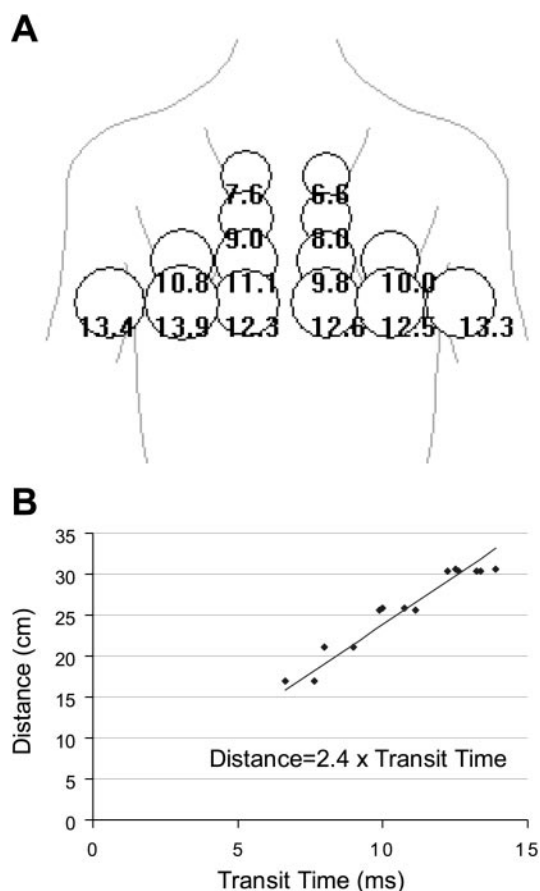 A
7.6 6.6
9.0 8.0
10.8 11.1 9.8 10.0
13.4 13.9 12.3 12.6 12.5 13.3
B
35
30
25
20
15
10
5
0
Distance (cm)
Distance=2.4 x Transit Time
0 5 10 15
Transit Time (ms)